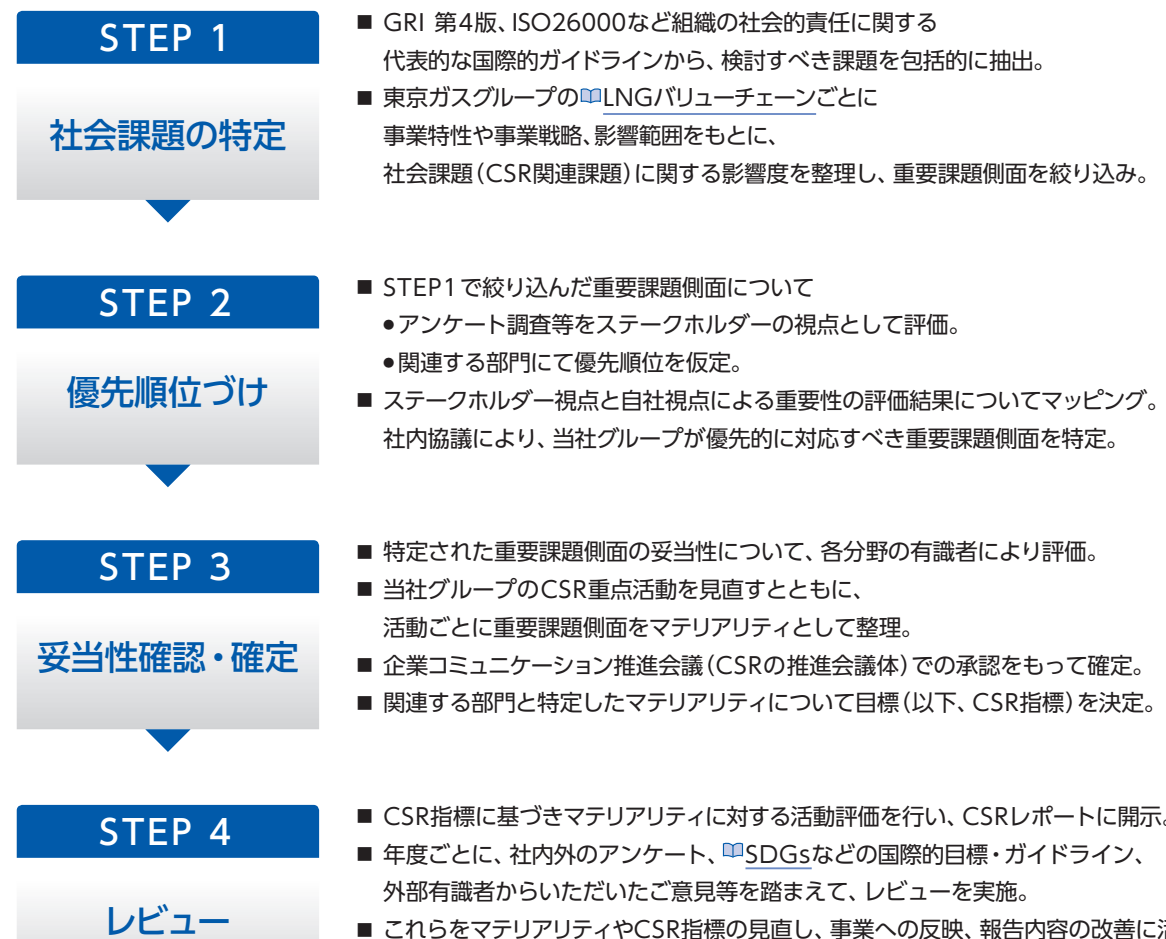 STEP 1
社会課題の特定
■ GRI 第4版、ISO26000など組織の社会的責任に関する
代表的な国際的ガイドラインから、検討すべき課題を包括的に抽出。
■ 東京ガスグループのLNGバリューチェーンごとに
事業特性や事業戦略、影響範囲をもとに、
社会課題（CSR関連課題）に関する影響度を整理し、重要課題側面を絞り込み。
STEP 2
優先順位づけ
■ STEP1で絞り込んだ重要課題側面について
●アンケート調査等をステークホルダーの視点として評価。
●関連する部門にて優先順位を仮定。
■ ステークホルダー視点と自社視点による重要性の評価結果についてマッピング。
社内協議により、当社グループが優先的に対応すべき重要課題側面を特定。
STEP 3
妥当性確認・確定
■ 特定された重要課題側面の妥当性について、各分野の有識者により評価。
■ 当社グループのCSR重点活動を見直すとともに、
活動ごとに重要課題側面をマテリアリティとして整理。
■ 企業コミュニケーション推進会議（CSRの推進会議体）での承認をもって確定。
■ 関連する部門と特定したマテリアリティについて目標（以下、CSR指標）を決定。
STEP 4
レビュー
■ CSR指標に基づきマテリアリティに対する活動評価を行い、CSRレポートに開示。
■ 年度ごとに、社内外のアンケート、SDGsなどの国際的目標・ガイドライン、
外部有識者からいただいたご意見等を踏まえて、レビューを実施。
■ これらをマテリアリティやCSR指標の見直し、事業への反映、報告内容の改善に